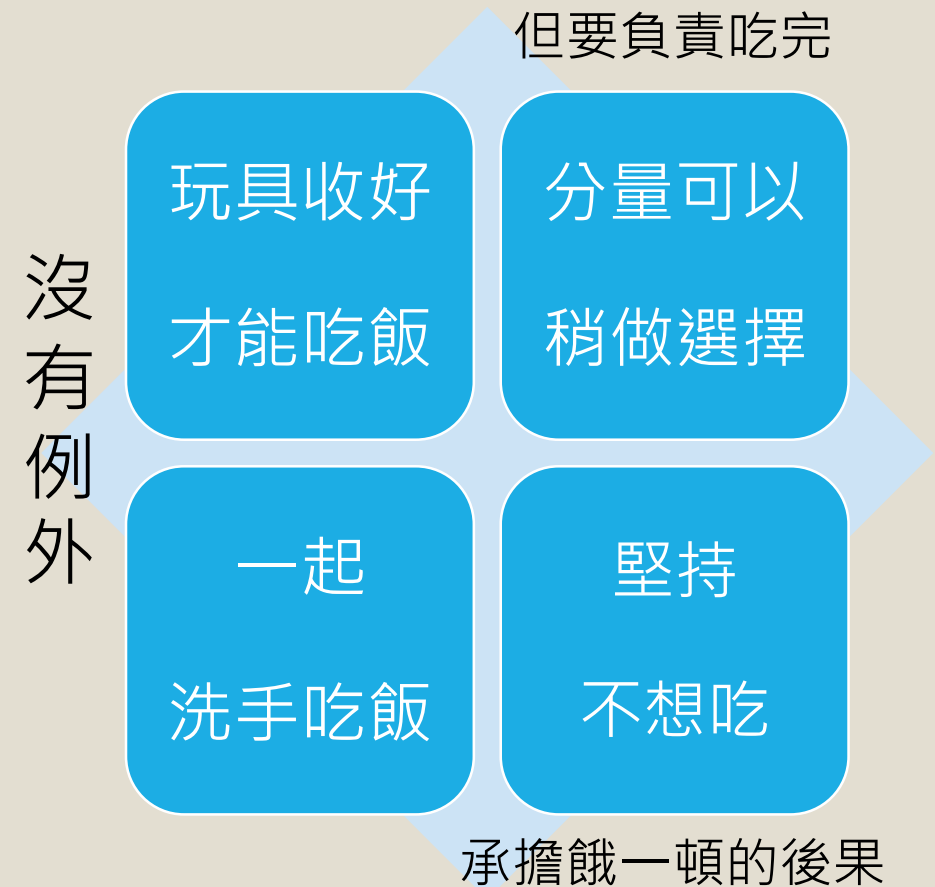 但要負責吃完
玩具收好
才能吃飯
分量可以
稍做選擇
沒有例外
一起
洗手吃飯
堅持
不想吃
承擔餓一頓的後果